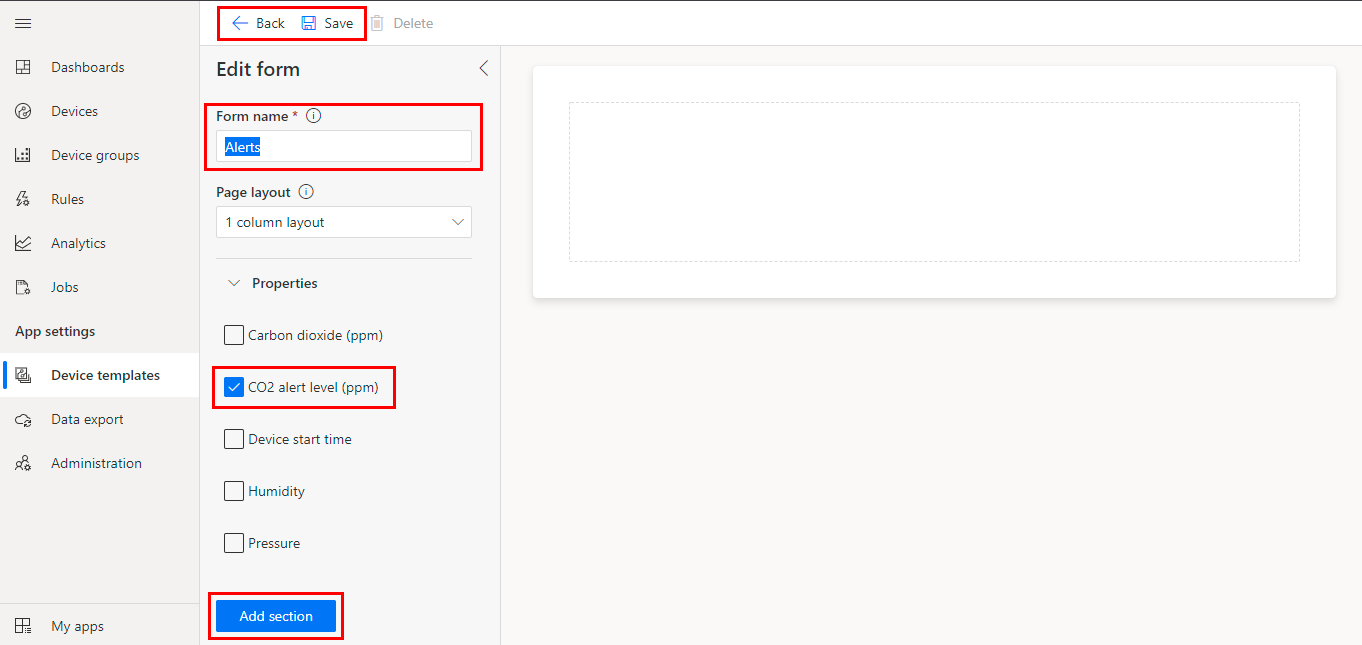 Back Save Delete
Dashboards
Devices
Device groups
Rules
Analytics
Jobs
App settings
Device templates
Data export
Administration
My apps
Edit form
Form name *
Alerts
Page layout
1 column layout
Properties
Carbon dioxide (ppm)
CO2 alert level (ppm)
Device start time
Humidity
Pressure
Add section